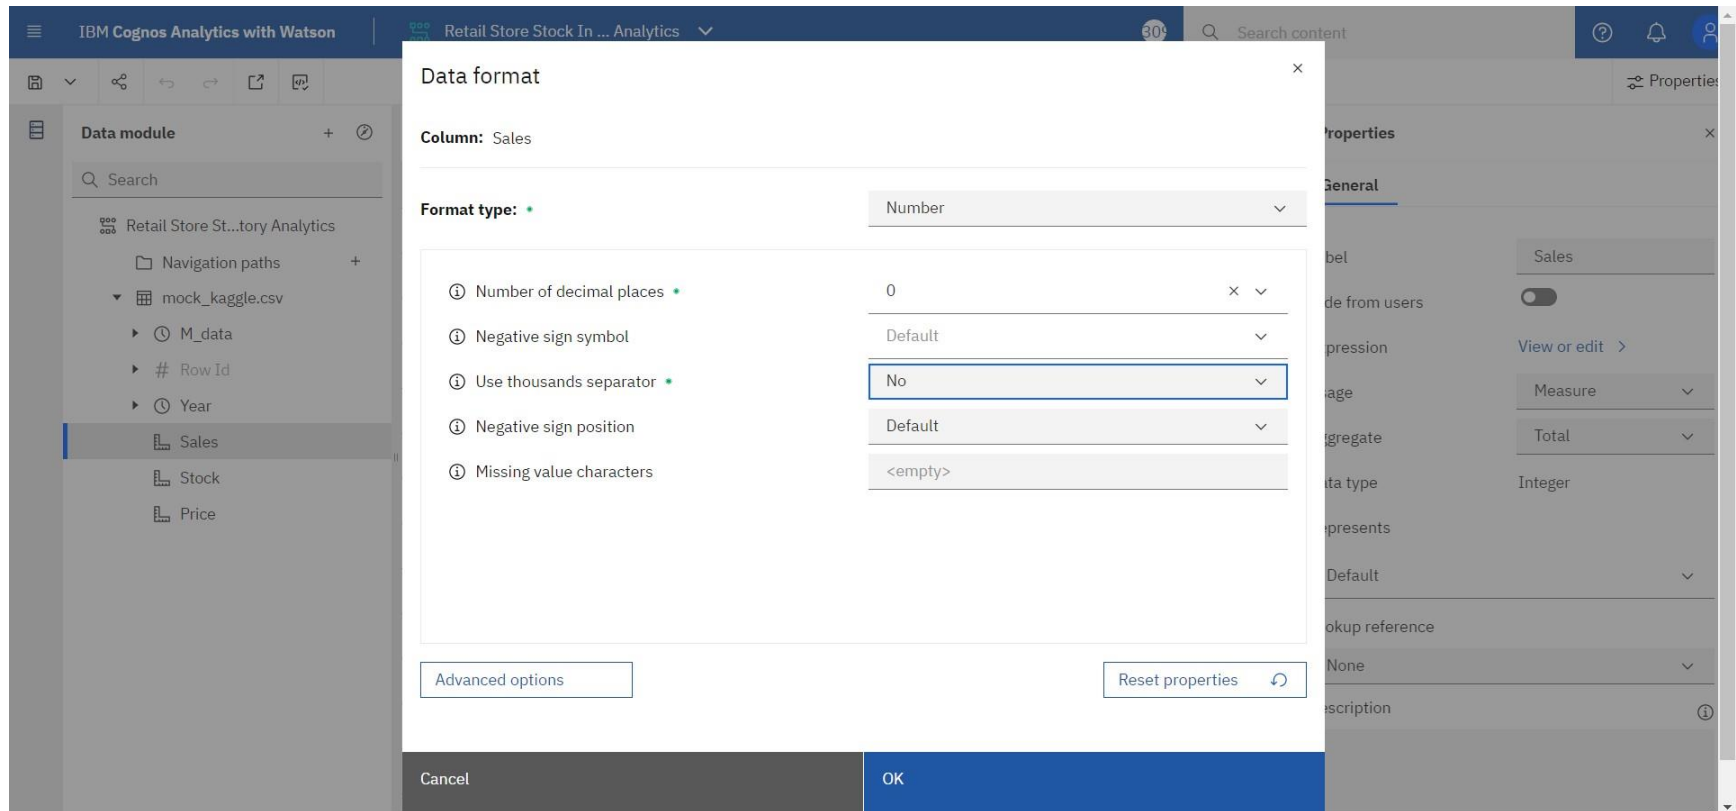 IBM Cognos Analytics with Watson
Retail Store Stock In ... Analytics
Search content
Properties
Data module
Search
Retail Store St...tory Analytics
Navigation paths
mock_kaggle.csv
M_data
Row Id
Year
Sales
Stock
Price
Data format
Column: Sales
Format type:
Number
Number of decimal places
0
Negative sign symbol
Default
Use thousands separator
No
Negative sign position
Default
Missing value characters
<empty>
Advanced options
Reset properties
Cancel
OK
Properties
General
bel
Sales
de from users
pression
View or edit
age
Measure
ggregate
Total
ata type
Integer
presents
Default
okup reference
None
escription